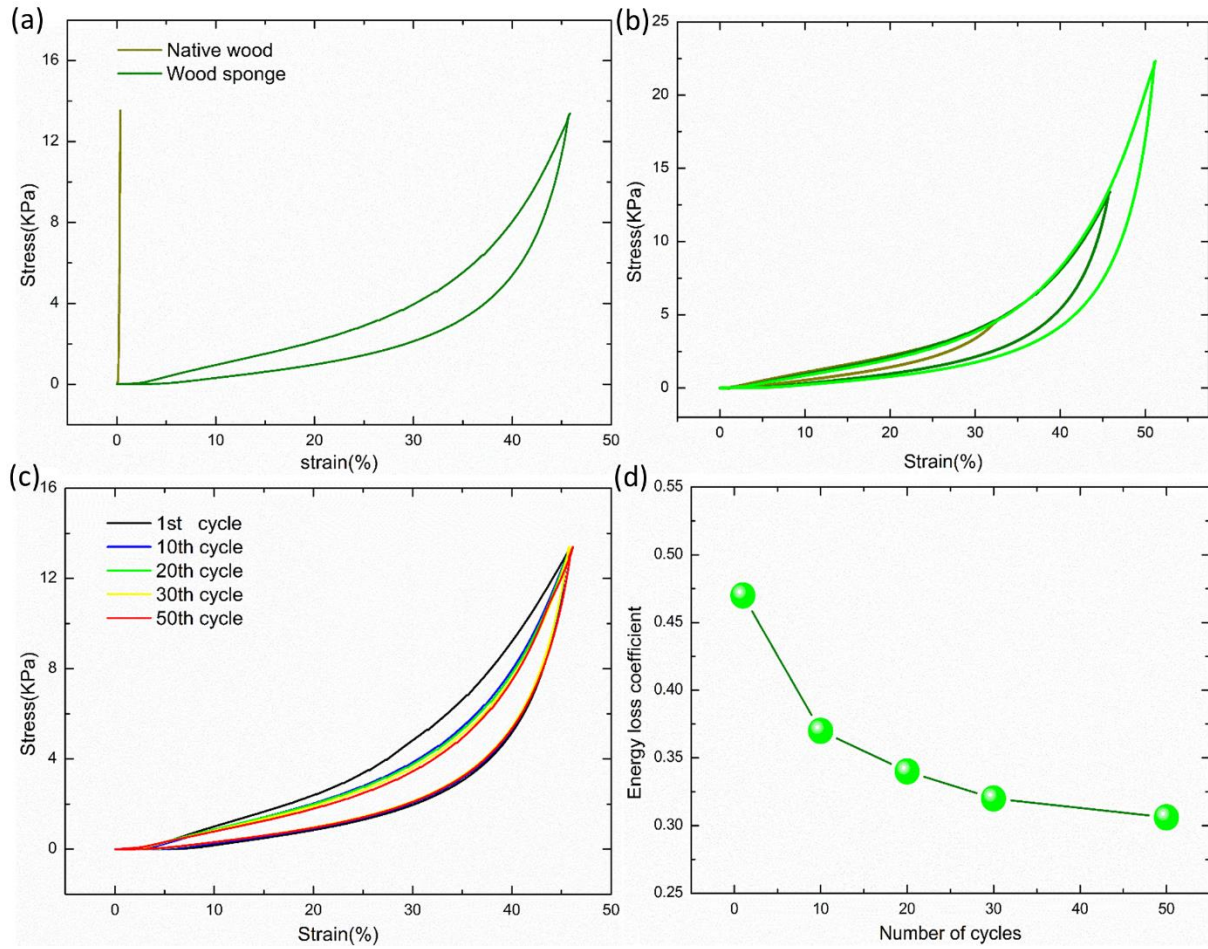 (a)
Native wood
Wood sponge
16
12
8
4
0
Stress(KPa)
0 10 20 30 40 50
strain(%)
(b)
25
20
15
10
5
0
Stress(KPa)
0 10 20 30 40 50
Strain(%)
(c)
1st cycle
10th cycle
20th cycle
30th cycle
50th cycle
16
12
8
4
0
Stress(KPa)
0 10 20 30 40 50
Strain(%)
(d)
0.55
0.50
0.45
0.40
0.35
0.30
0.25
Energy loss coefficient
0 10 20 30 40 50
Number of cycles